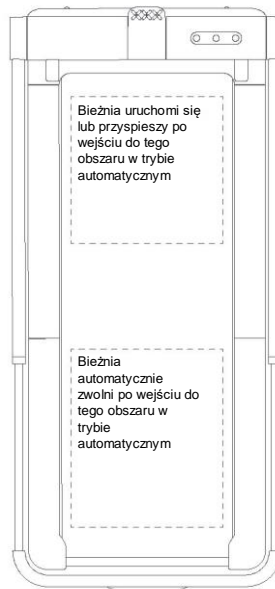 Bieżnia uruchomi się
lub przyspieszy po
wejściu do tego
obszaru w trybie
automatycznym
Bieżnia
automatycznie
zwolni po wejściu do
tego obszaru w
trybie
automatycznym